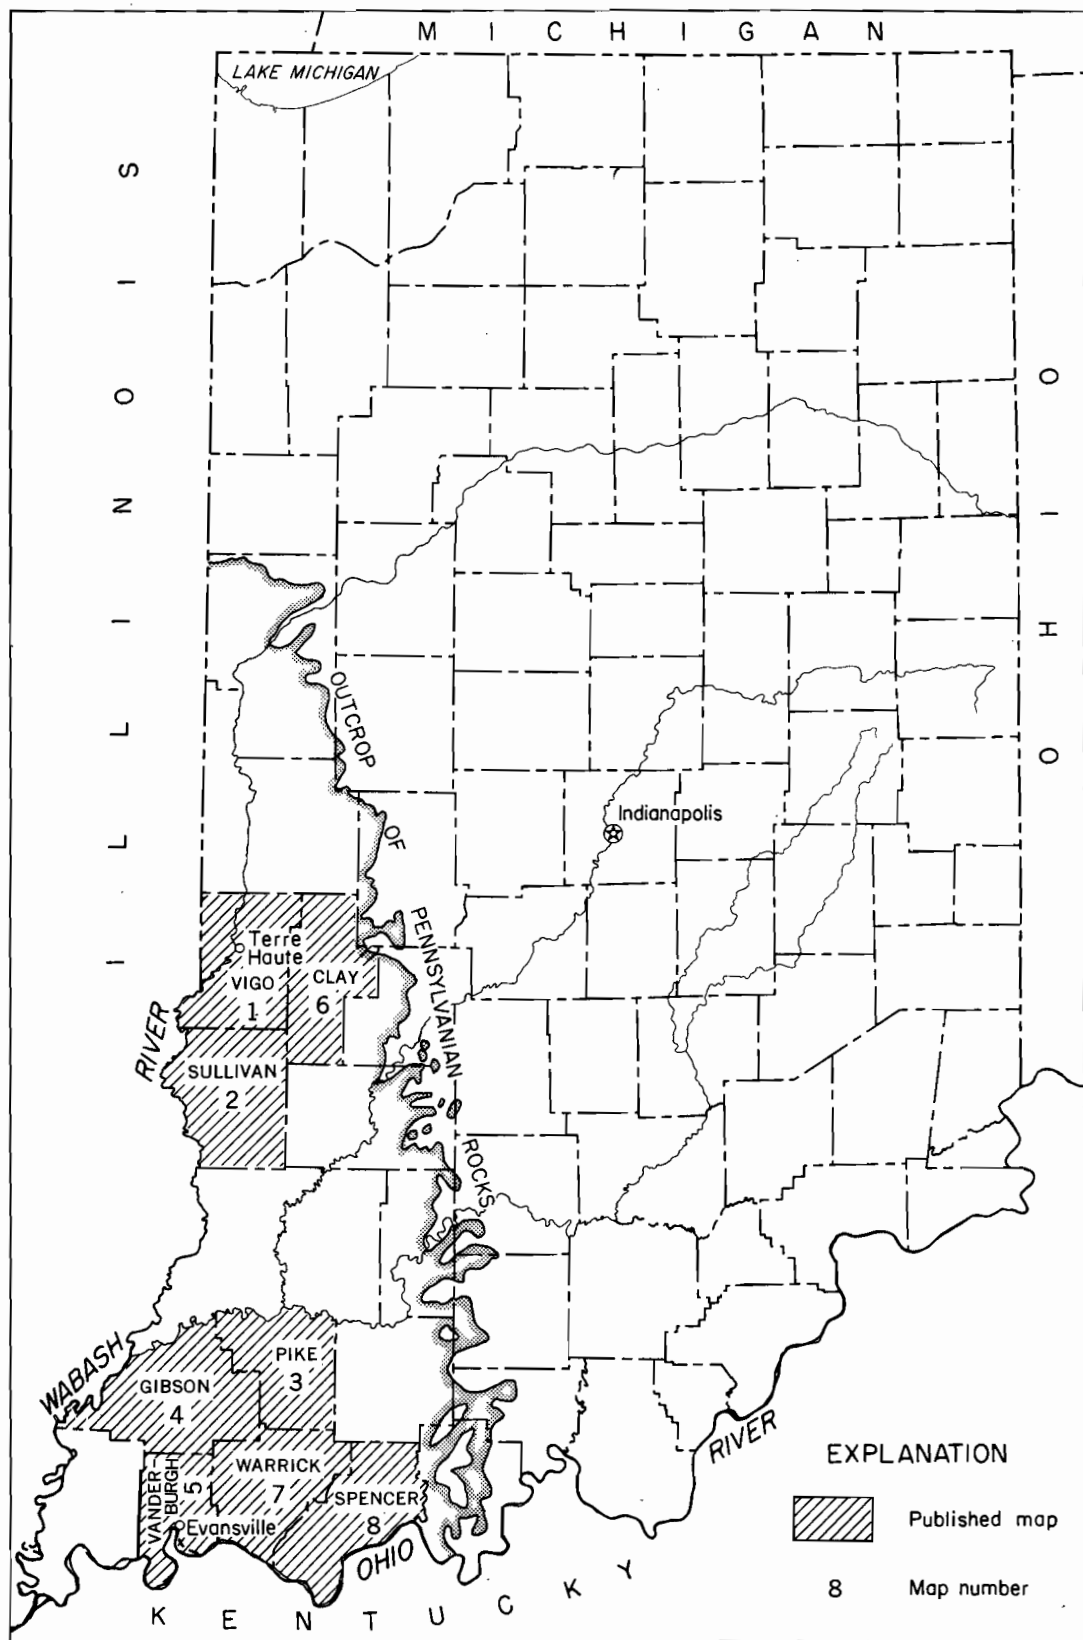 MICHIGAN
LAKE MICHIGAN
ILLINOIS
OHIO
OUTCROP OF PENNSYLVANIAN ROCKS
Indianapolis
Terre
Haute
VIGO
1
CLAY
6
RIVER
SULLIVAN
2
WABASH
PIKE
3
GIBSON
4
VANDER-
BURGH
5
WARRICK
7
SPENCER
8
Evansville
OHIO
RIVER
KENTUCKY
EXPLANATION
Published map
8 Map number